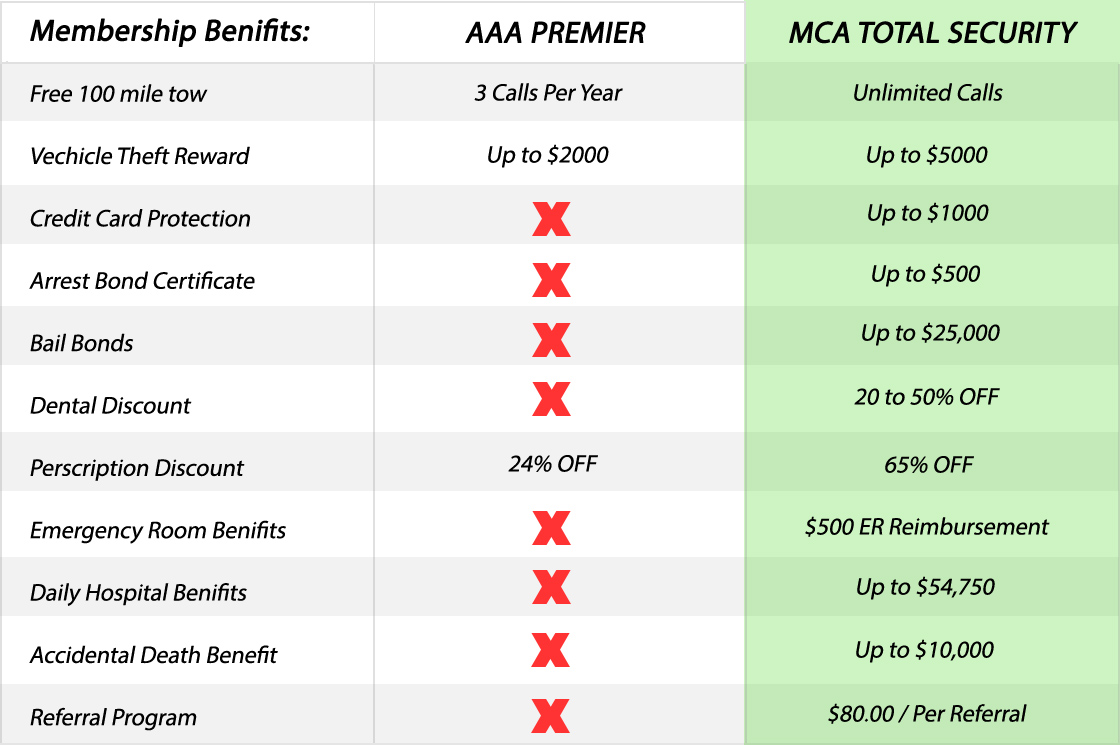 Membership Benifits: AAA PREMIER MCA TOTAL SECURITY
Free 100 mile tow 3 Calls Per Year Unlimited Calls
Vechicle Theft Reward Up to $2000 Up to $5000
Credit Card Protection X Up to $1000
Arrest Bond Certificate X Up to $500
Bail Bonds X Up to $25,000
Dental Discount X 20 to 50% OFF
Perscription Discount 24% OFF 65% OFF
Emergency Room Benifits X $500 ER Reimbursement
Daily Hospital Benifits X Up to $54,750
Accidental Death Benefit X Up to $10,000
Referral Program X $80.00 / Per Referral